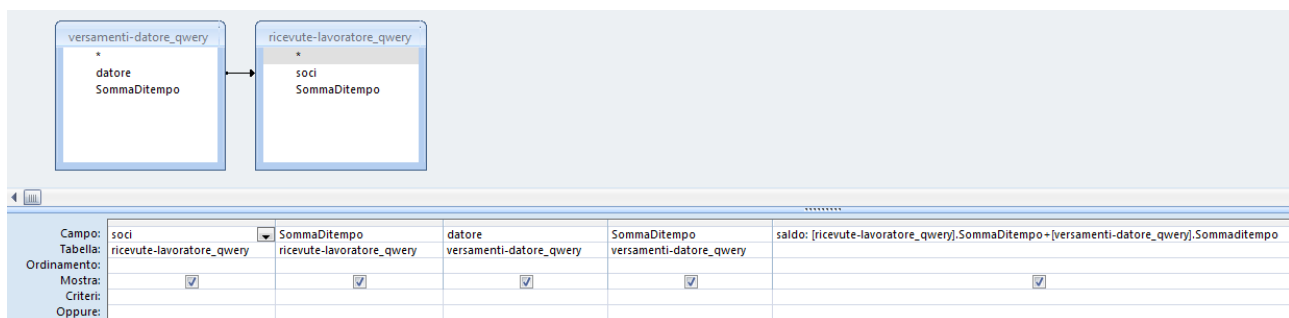 versamenti-datore_qwery
*
datore
SommaDitempo
ricevute-lavoratore_qwery
*
soci
SommaDitempo
Campo: soci SommaDitempo datore SommaDitempo saldo: [ricevute-lavoratore_qwery].SommaDitempo+[versamenti-datore_qwery].Sommaditempo
Tabella: ricevute-lavoratore_qwery ricevute-lavoratore_qwery versamenti-datore_qwery versamenti-datore_qwery
Ordinamento:
Mostra:
Criteri:
Oppure: